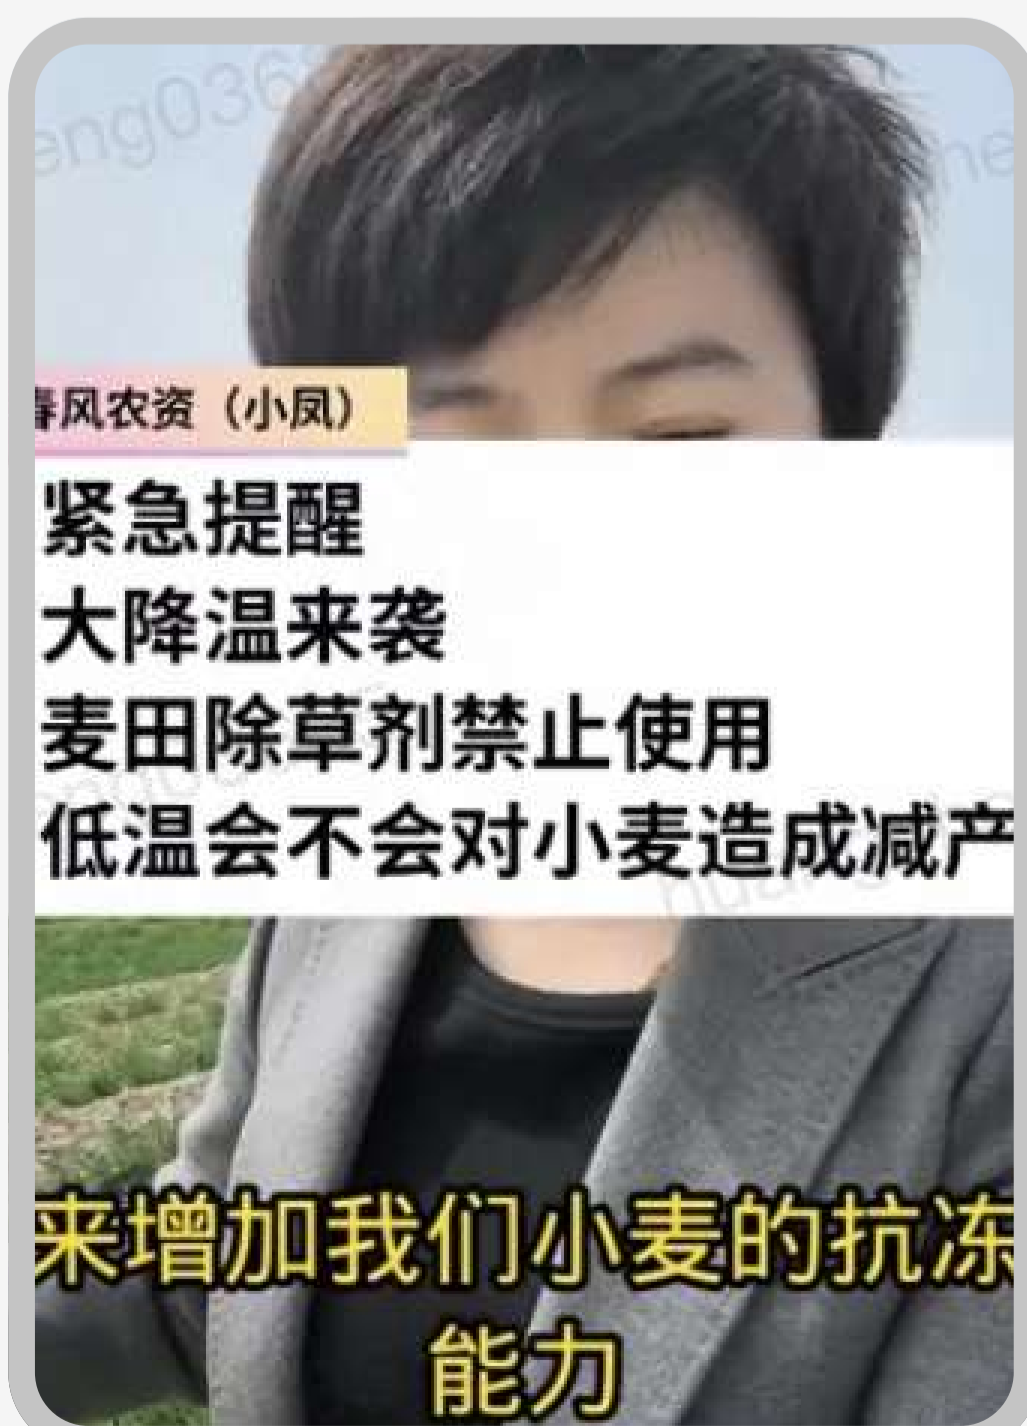 春风农资（小凤）
紧急提醒
大降温来袭
麦田除草剂禁止使用
低温会不会对小麦造成减产
来增加我们小麦的抗冻
能力